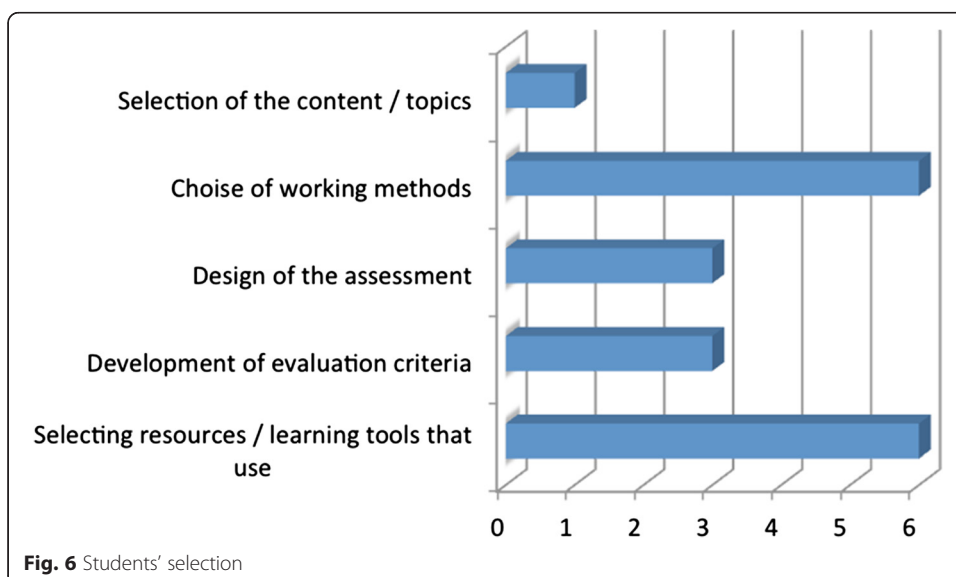 Selection of the content / topics
Choise of working methods
Design of the assessment
Development of evaluation criteria
Selecting resources / learning tools that
use
0 1 2 3 4 5 6
Fig. 6 Students’ selection